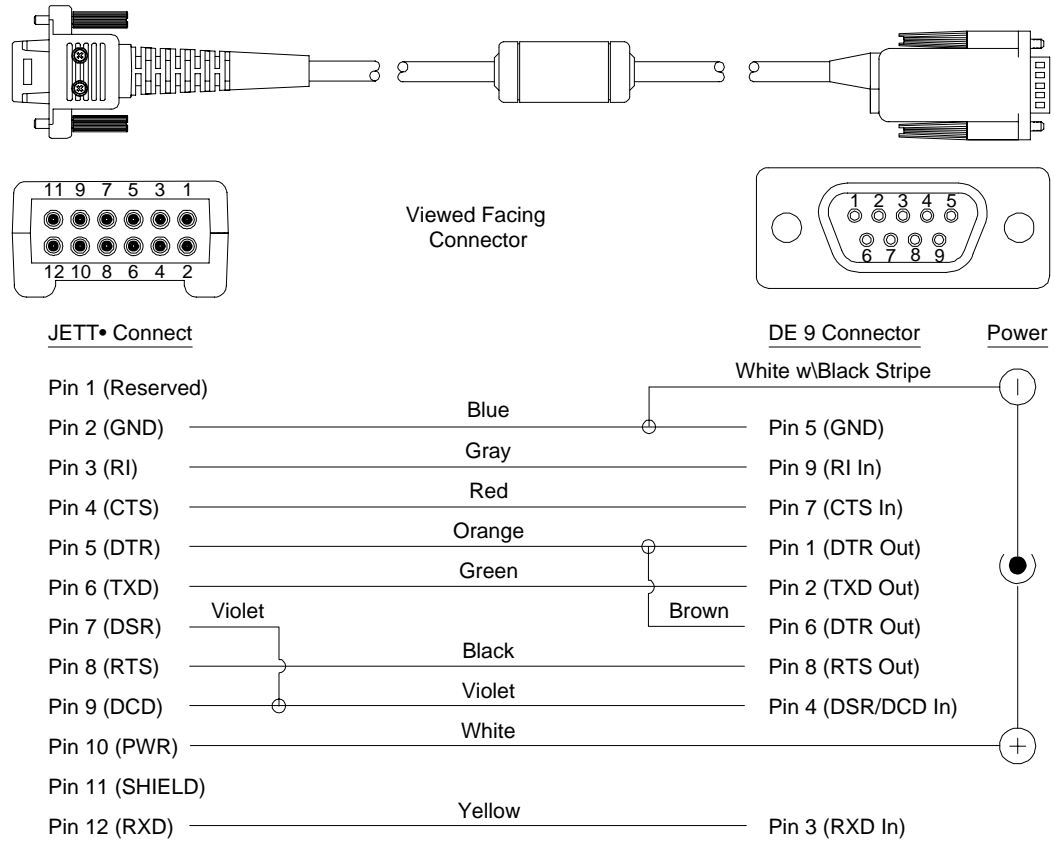 11 9 7 5 3 1
12 10 8 6 4 2
Viewed Facing
Connector
1 2 3 4 5
6 7 8 9
JETT• Connect
DE 9 Connector
Power
White w\Black Stripe
Pin 1 (Reserved)
Pin 2 (GND) Blue Pin 5 (GND)
Pin 3 (RI) Gray Pin 9 (RI In)
Pin 4 (CTS) Red Pin 7 (CTS In)
Pin 5 (DTR) Orange Pin 1 (DTR Out)
Pin 6 (TXD) Green Pin 2 (TXD Out)
Pin 7 (DSR) Violet Brown Pin 6 (DTR Out)
Pin 8 (RTS) Black Pin 8 (RTS Out)
Pin 9 (DCD) Violet Pin 4 (DSR/DCD In)
Pin 10 (PWR) White
Pin 11 (SHIELD)
Pin 12 (RXD) Yellow Pin 3 (RXD In)